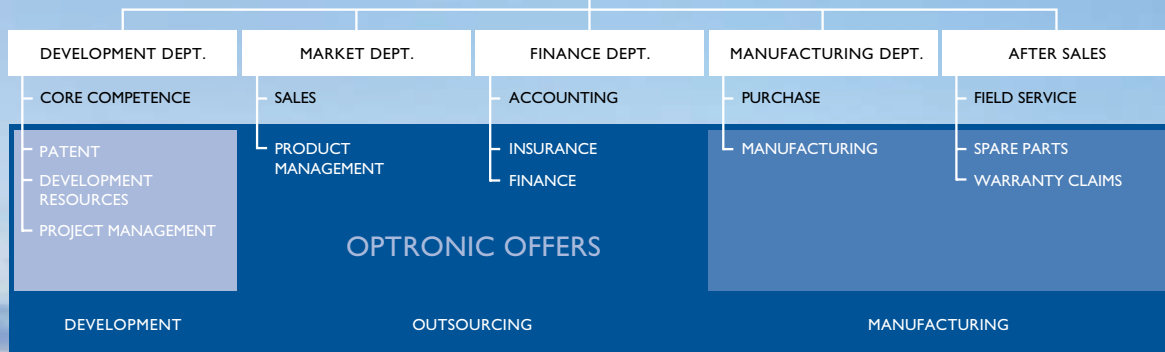 DEVELOPMENT DEPT.
MARKET DEPT.
FINANCE DEPT.
MANUFACTURING DEPT.
AFTER SALES
CORE COMPETENCE
SALES
ACCOUNTING
PURCHASE
FIELD SERVICE
PATENT
DEVELOPMENT
RESOURCES
PROJECT MANAGEMENT
PRODUCT
MANAGEMENT
INSURANCE
FINANCE
MANUFACTURING
SPARE PARTS
WARRANTY CLAIMS
OPTRONIC OFFERS
DEVELOPMENT
OUTSOURCING
MANUFACTURING